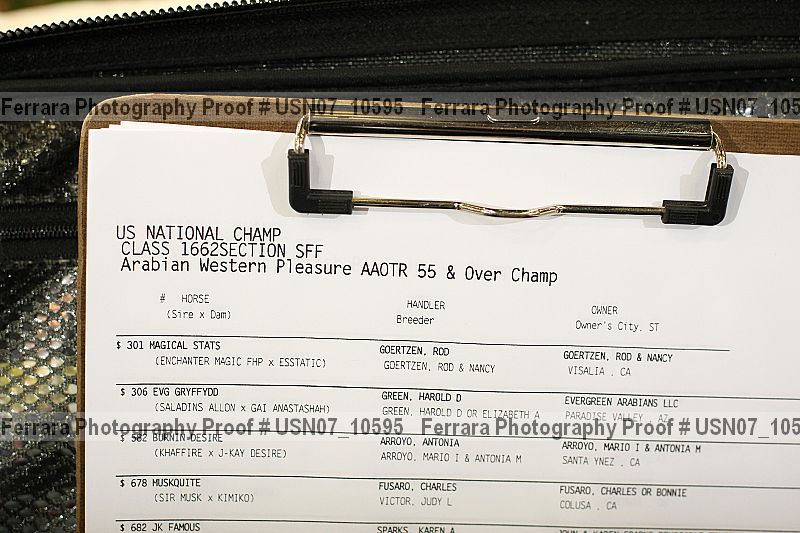 Ferrara Photography Proof # USN07_10595 Ferrara Photography Proof # USN07_105
US NATIONAL CHAMP
CLASS 1662SECTION SFF
Arabian Western Pleasure AAOTR 55 & Over Champ
# HORSE HANDLER OWNER
(Sire x Dam) Breeder Owner's City, ST
$ 301 MAGICAL STATS GOERTZEN, ROD GOERTZEN, ROD & NANCY
(ENCHANTER MAGIC FHP x ESSTATIC) GOERTZEN, ROD & NANCY VISALIA , CA
$ 306 EVG GRYFFYDD GREEN, HAROLD D EVERGREEN ARABIANS LLC
(SALADINS ALLON x GAI ANASTASHAH) GREEN, HAROLD D OR ELIZABETH A PARADISE VALLEY , AZ
Ferrara Photography Proof # USN07_10595 Ferrara Photography Proof # USN07_105
$ 582 BURNIN DESIRE ARROYO, ANTONIA ARROYO, MARIO I & ANTONIA M
(KHAFFIRE x J-KAY DESIRE) ARROYO, MARIO I & ANTONIA M SANTA YNEZ , CA
$ 678 MUSKQUITE FUSARO, CHARLES FUSARO, CHARLES OR BONNIE
(SIR MUSK x KIMIKO) VICTOR, JUDY L COLUSA , CA
$ 682 JK FAMOUS SPARKS, KAREN A